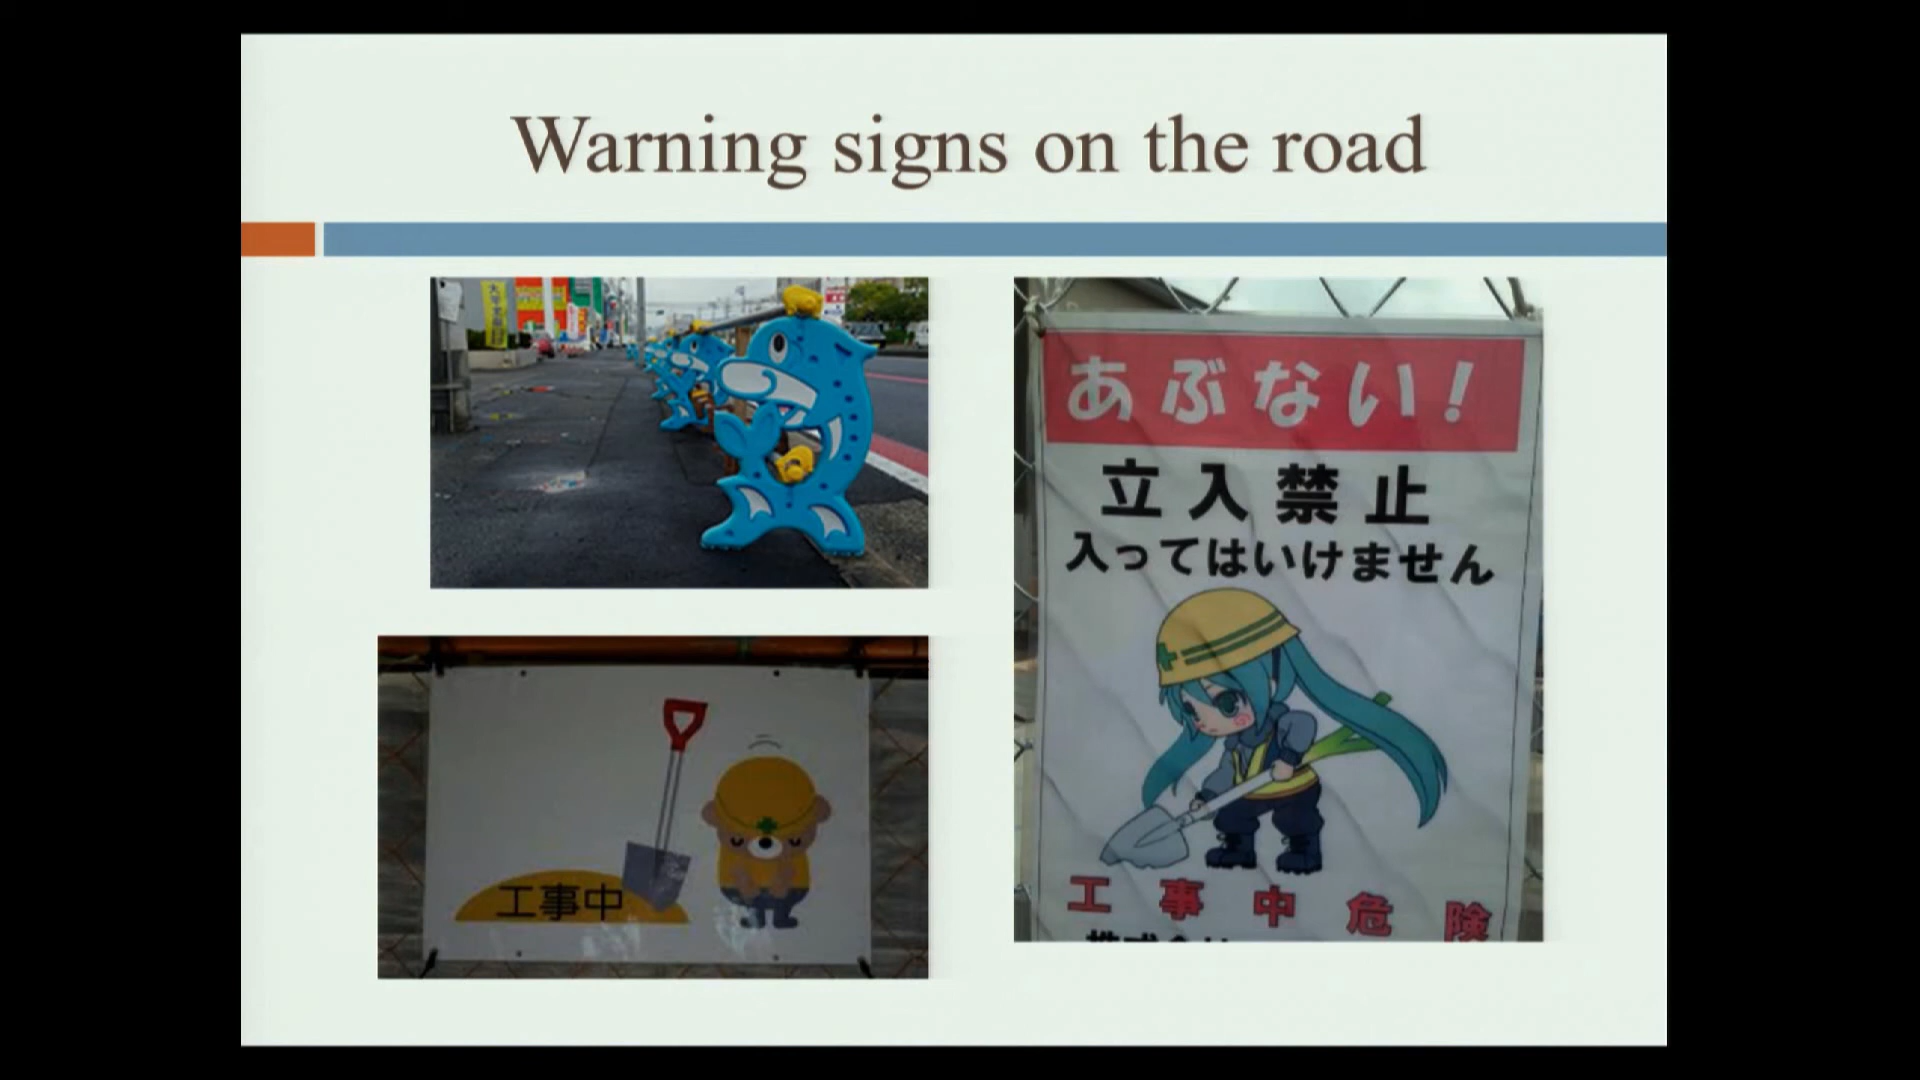 Warning signs on the road
あぶない!
立入禁止
入ってはいけません
工事中危険
工事中